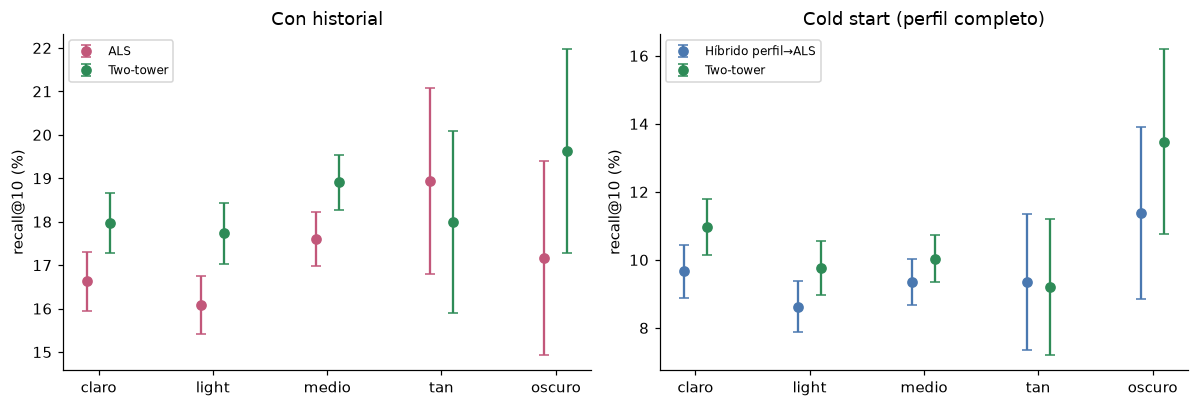 Con historial
ALS
Two-tower
recall@10 (%)
22
21
20
19
18
17
16
15
claro
light
medio
tan
oscuro
Cold start (perfil completo)
Híbrido perfil→ALS
Two-tower
recall@10 (%)
16
14
12
10
8
claro
light
medio
tan
oscuro